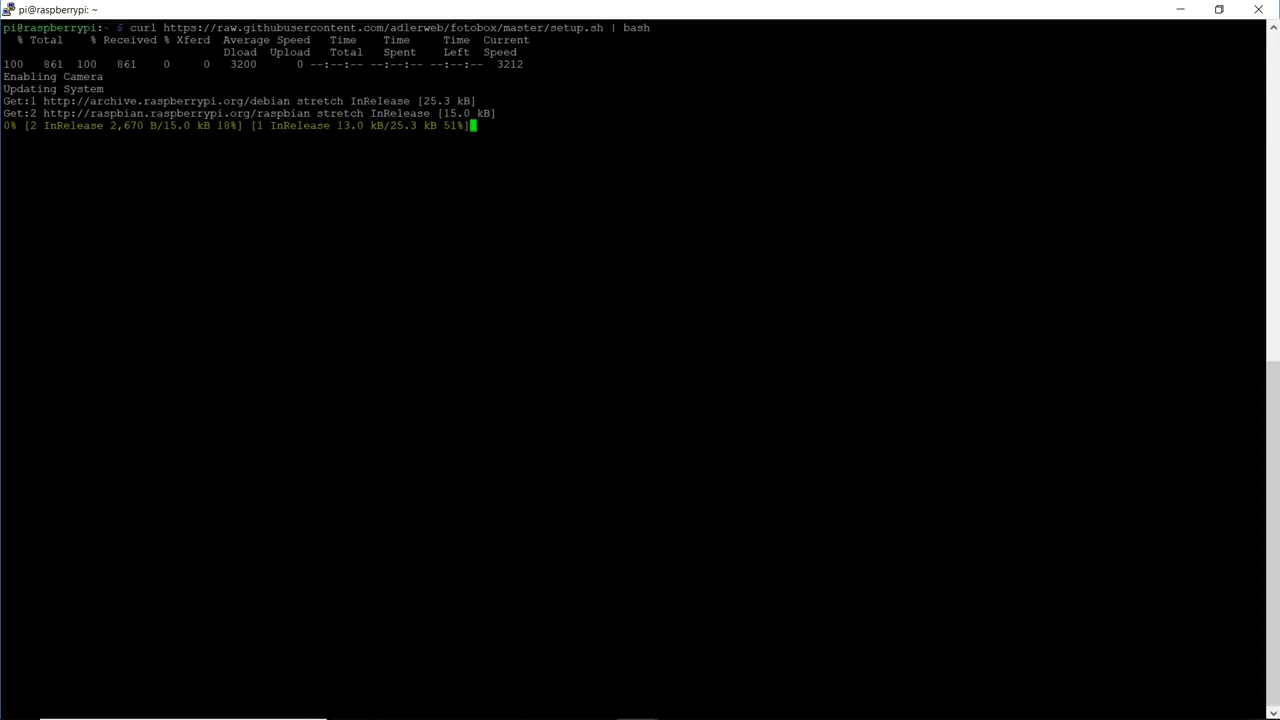 pi@raspberrypi: ~
pi@raspberrypi:~ $ curl https://raw.githubusercontent.com/adlerweb/fotobox/master/setup.sh | bash
  % Total    % Received % Xferd  Average Speed   Time    Time     Time  Current
                                 Dload  Upload   Total   Spent    Left  Speed
100   861  100   861    0     0   3200      0 --:--:-- --:--:-- --:--:--  3212
Enabling Camera
Updating System
Get:1 http://archive.raspberrypi.org/debian stretch InRelease [25.3 kB]
Get:2 http://raspbian.raspberrypi.org/raspbian stretch InRelease [15.0 kB]
0% [2 InRelease 2,670 B/15.0 kB 18%] [1 InRelease 13.0 kB/25.3 kB 51%]